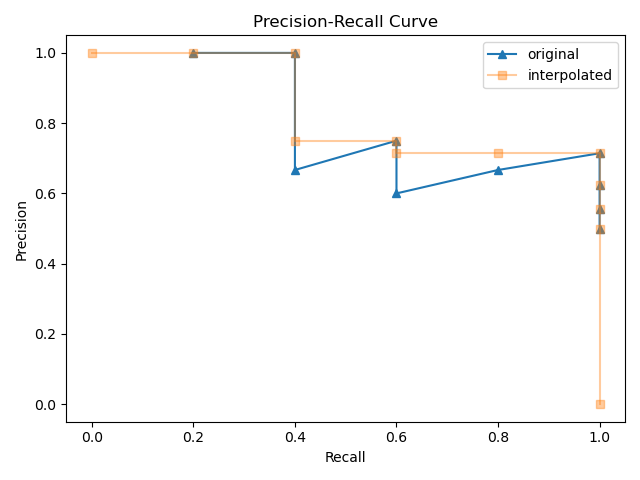 Precision-Recall Curve
original
interpolated
Precision
1.0
0.8
0.6
0.4
0.2
0.0
0.0 0.2 0.4 0.6 0.8 1.0
Recall